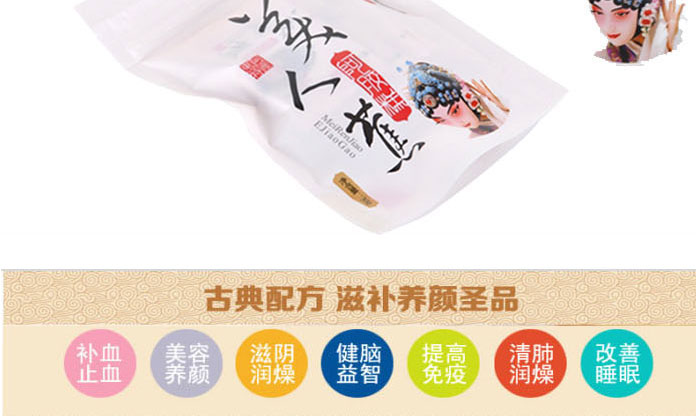 美人蕉
MeiRenJiao
EJiaoGao
古典配方 滋补养颜圣品
补血
止血
美容
养颜
滋阴
润燥
健脑
益智
提高
免疫
清肺
润燥
改善
睡眠